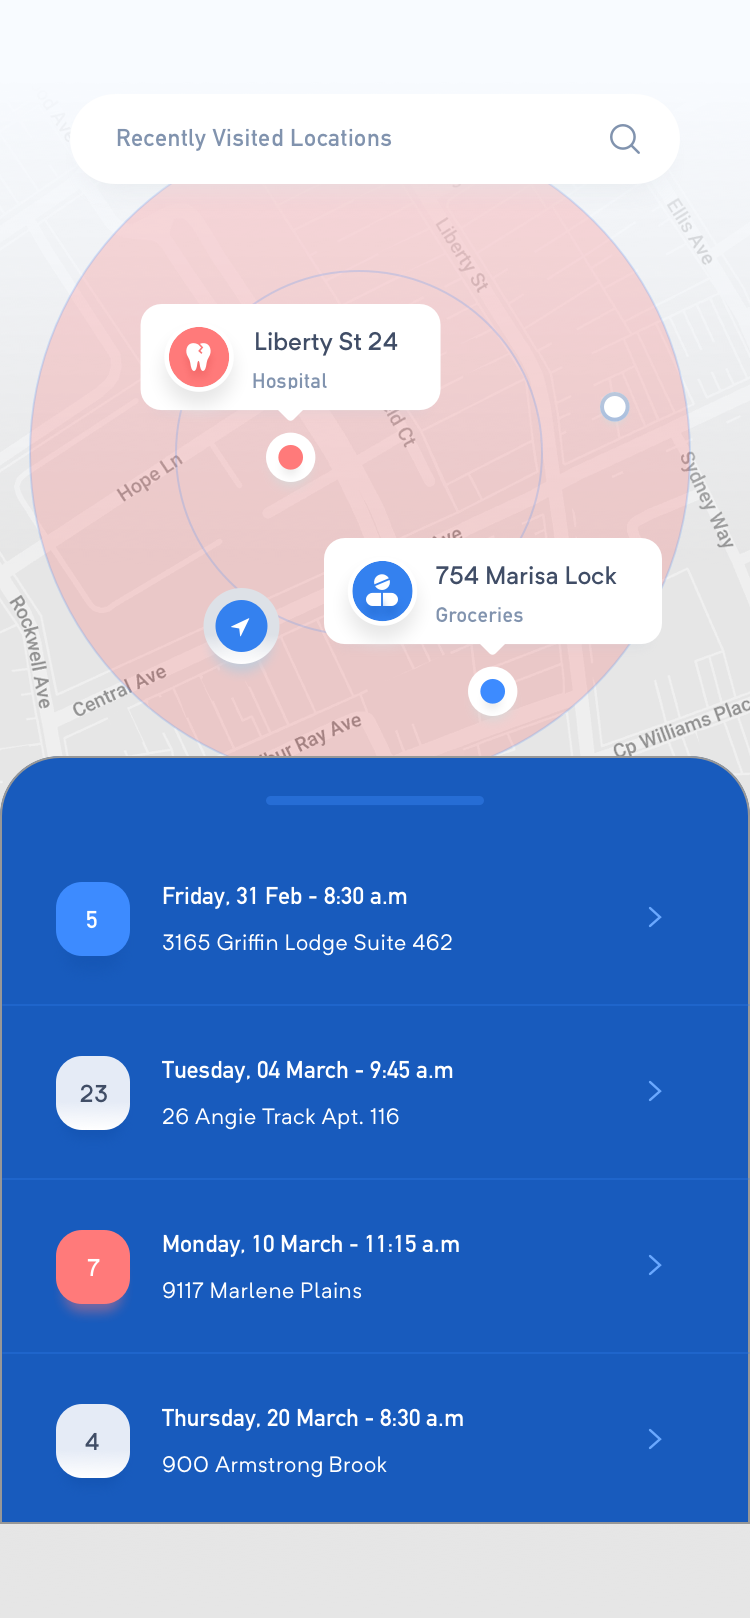 Recently Visited Locations
Ellis Ave
Liberty St
Liberty St 24
Hospital
ld Ct
Hope Ln
Sydney Way
754 Marisa Lock
Groceries
Rockwell Ave
Central Ave
bur Ray Ave
Cp Williams Plac
Friday, 31 Feb - 8:30 a.m
5
3165 Griffin Lodge Suite 462
Tuesday, 04 March - 9:45 a.m
23
26 Angie Track Apt. 116
Monday, 10 March - 11:15 a.m
7
9117 Marlene Plains
Thursday, 20 March - 8:30 a.m
4
900 Armstrong Brook